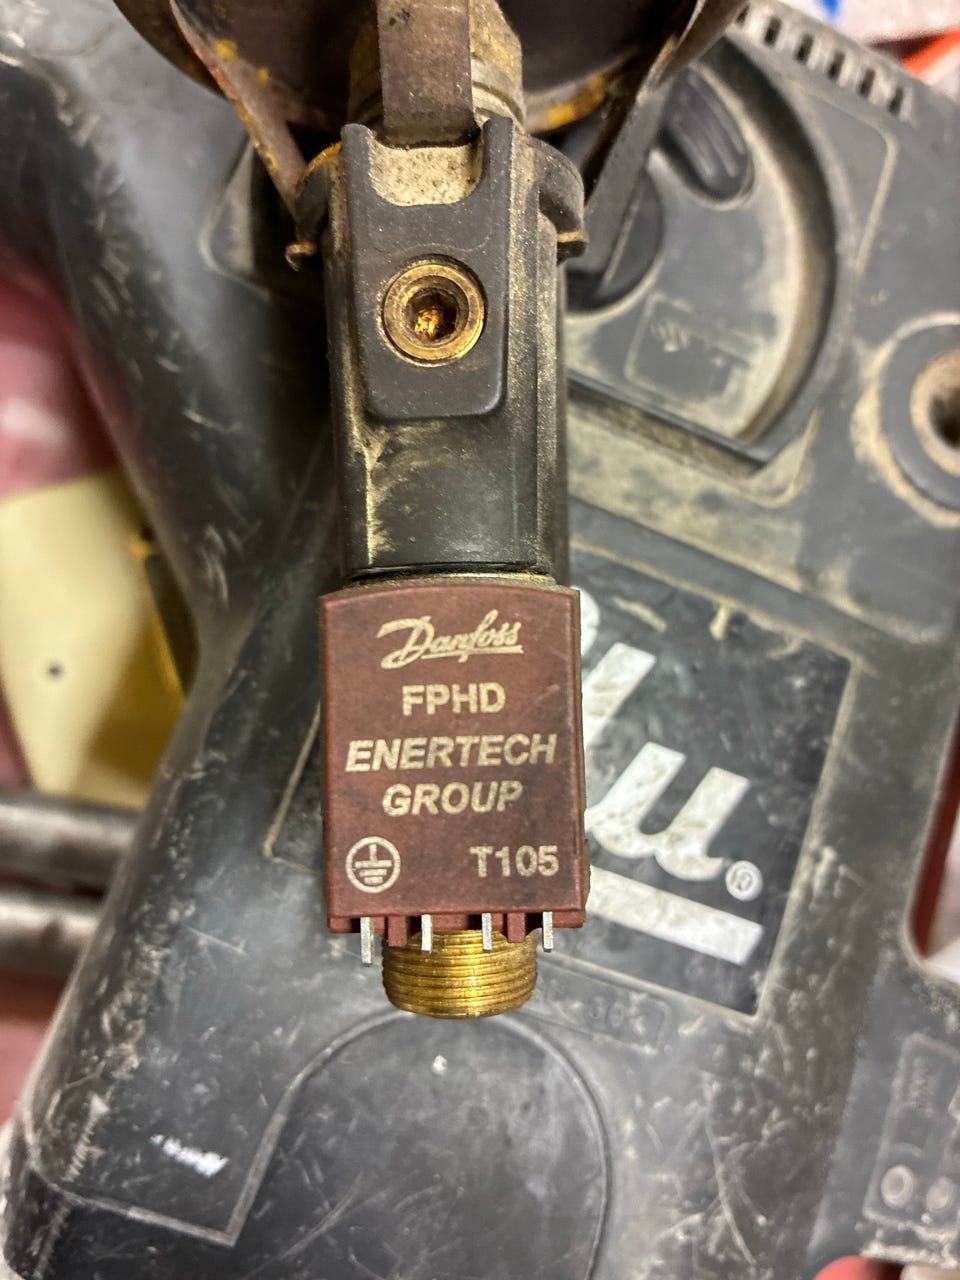 Danfoss
FPHD
ENERTECH
GROUP
T105